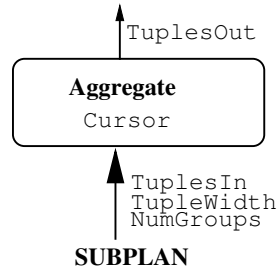 TuplesOut
Aggregate
Cursor
TuplesIn
TupleWidth
NumGroups
SUBPLAN